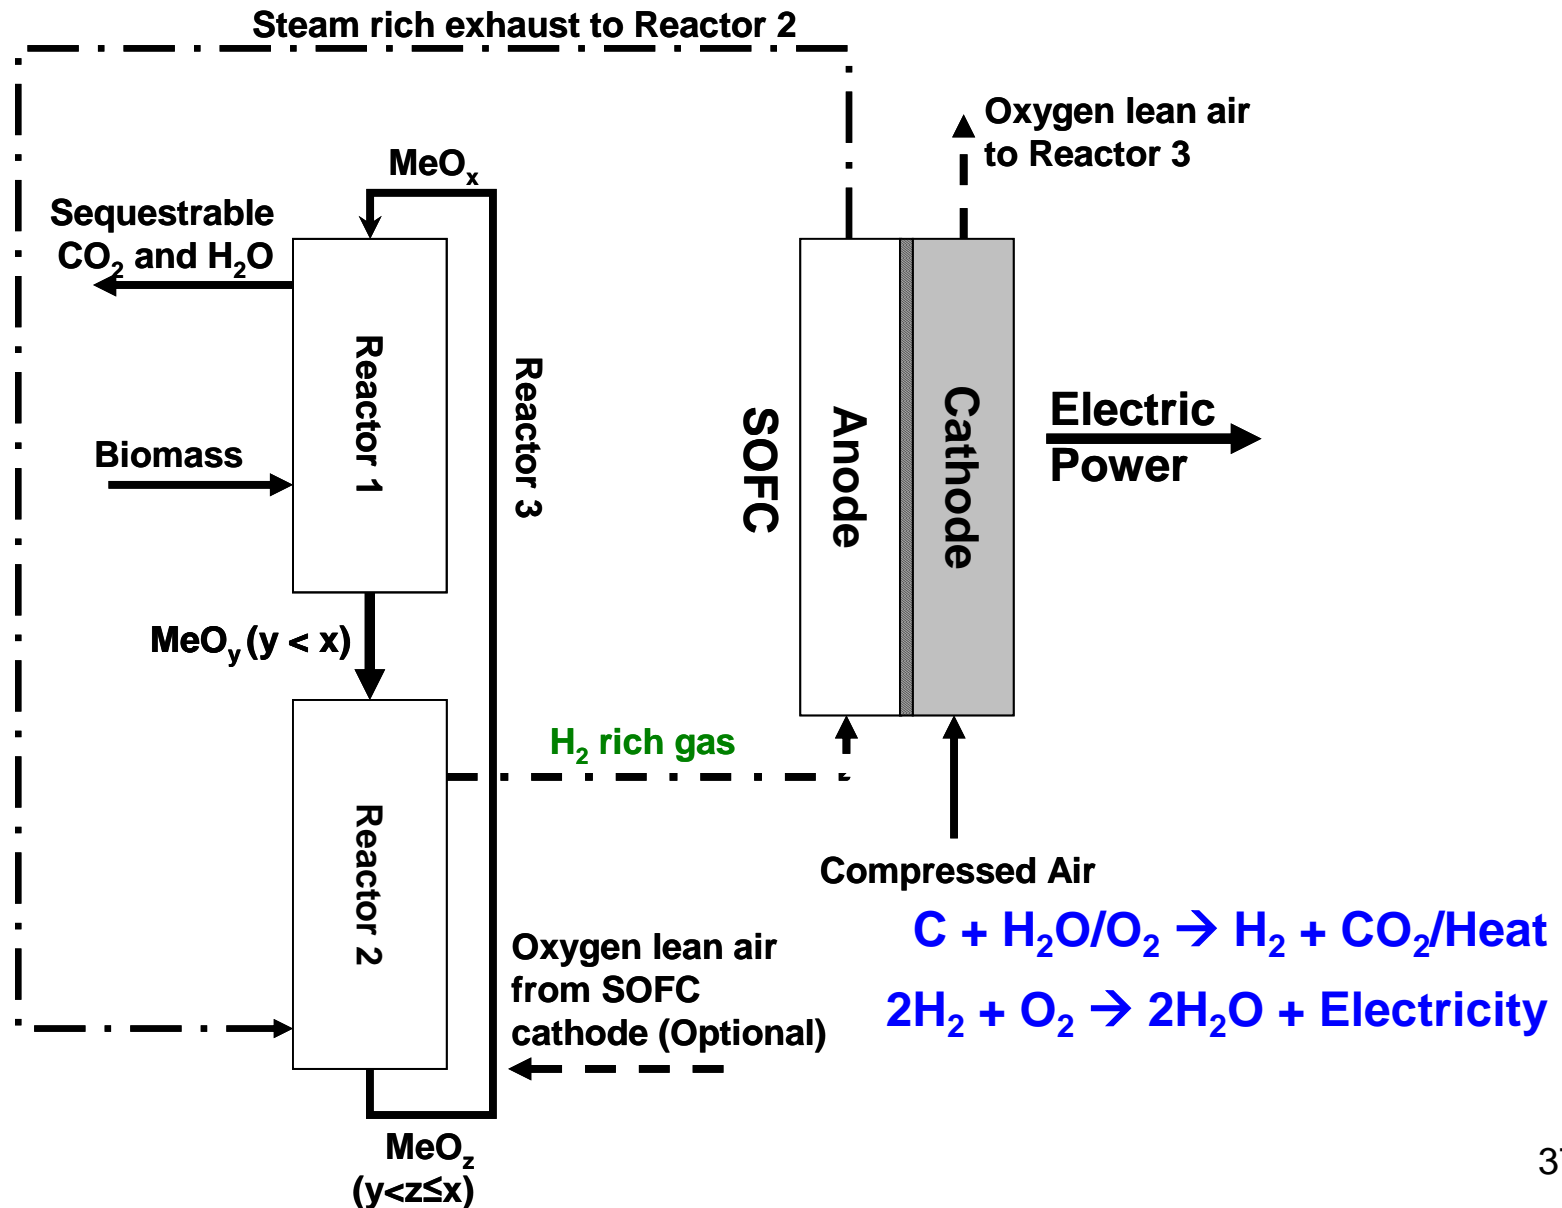 Steam rich exhaust to Reactor 2
Oxygen lean air
to Reactor 3
MeOₓ
Sequestrable
CO₂ and H₂O
Reactor 1
Reactor 3
Biomass
SOFC
Anode
Cathode
Electric
Power
MeOᵧ (y < x)
H₂ rich gas
Reactor 2
Compressed Air
C + H₂O/O₂ → H₂ + CO₂/Heat
Oxygen lean air
from SOFC
cathode (Optional)
2H₂ + O₂ → 2H₂O + Electricity
MeO_z
(y<z≤x)